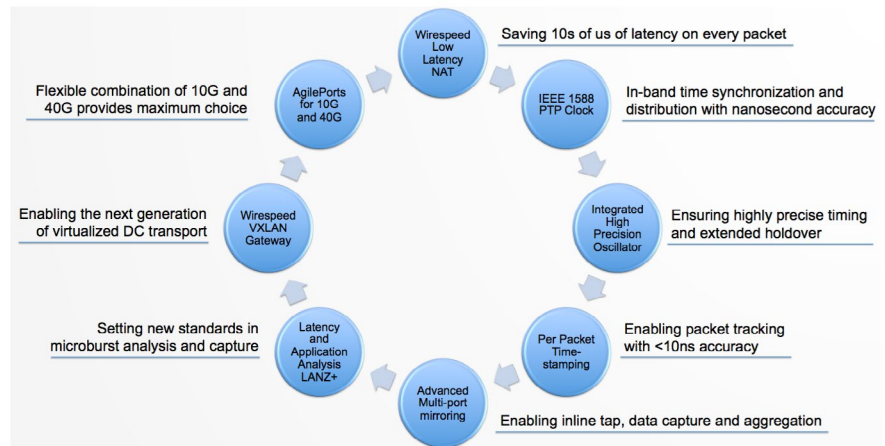 Wirespeed
Low
Latency
NAT
Saving 10s of us of latency on every packet
IEEE 1588
PTP Clock
In-band time synchronization and
distribution with nanosecond accuracy
Integrated
High
Precision
Oscillator
Ensuring highly precise timing
and extended holdover
Per Packet
Time-
stamping
Enabling packet tracking
with <10ns accuracy
Advanced
Multi-port
mirroring
Enabling inline tap, data capture and aggregation
Latency
and
Application
Analysis
LANZ+
Setting new standards in
microburst analysis and capture
Wirespeed
VXLAN
Gateway
Enabling the next generation
of virtualized DC transport
AgilePorts
for 10G
and 40G
Flexible combination of 10G and
40G provides maximum choice